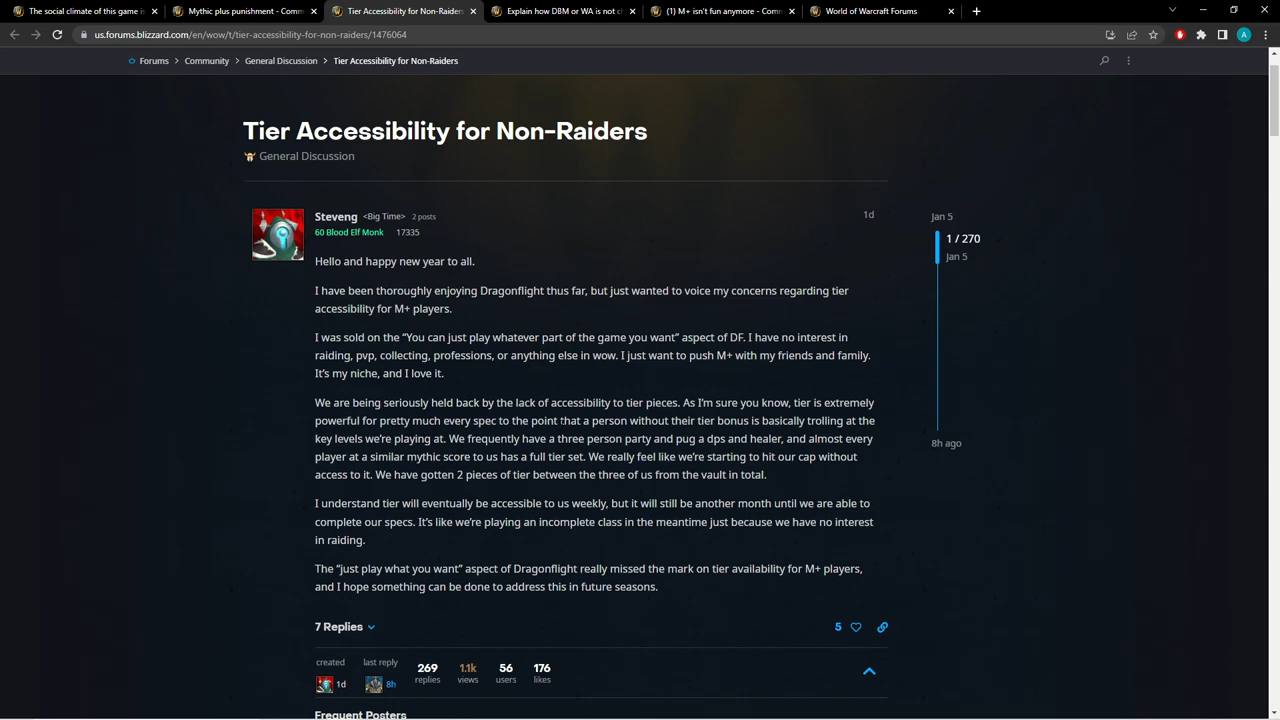 The social climate of this game is
Mythic plus punishment - Comm
Tier Accessibility for Non-Raiders
Explain how DBM or WA is not ch
(1) M+ isn't fun anymore - Comm
World of Warcraft Forums
us.forums.blizzard.com/en/wow/t/tier-accessibility-for-non-raiders/1476064
A
Forums > Community > General Discussion > Tier Accessibility for Non-Raiders
Tier Accessibility for Non-Raiders
General Discussion
Steveng <Big Time> 2 posts
1d
60 Blood Elf Monk 17335
Hello and happy new year to all.
I have been thoroughly enjoying Dragonflight thus far, but just wanted to voice my concerns regarding tier
accessibility for M+ players.
I was sold on the “You can just play whatever part of the game you want” aspect of DF. I have no interest in
raiding, pvp, collecting, professions, or anything else in wow. I just want to push M+ with my friends and family.
It’s my niche, and I love it.
We are being seriously held back by the lack of accessibility to tier pieces. As I’m sure you know, tier is extremely
powerful for pretty much every spec to the point that a person without their tier bonus is basically trolling at the
key levels we’re playing at. We frequently have a three person party and pug a dps and healer, and almost every
player at a similar mythic score to us has a full tier set. We really feel like we’re starting to hit our cap without
access to it. We have gotten 2 pieces of tier between the three of us from the vault in total.
I understand tier will eventually be accessible to us weekly, but it will still be another month until we are able to
complete our specs. It’s like we’re playing an incomplete class in the meantime just because we have no interest
in raiding.
The “just play what you want” aspect of Dragonflight really missed the mark on tier availability for M+ players,
and I hope something can be done to address this in future seasons.
7 Replies
5
created
last reply
269
1.1k
56
176
1d
8h
replies
views
users
likes
Frequent Posters
Jan 5
1 / 270
Jan 5
8h ago